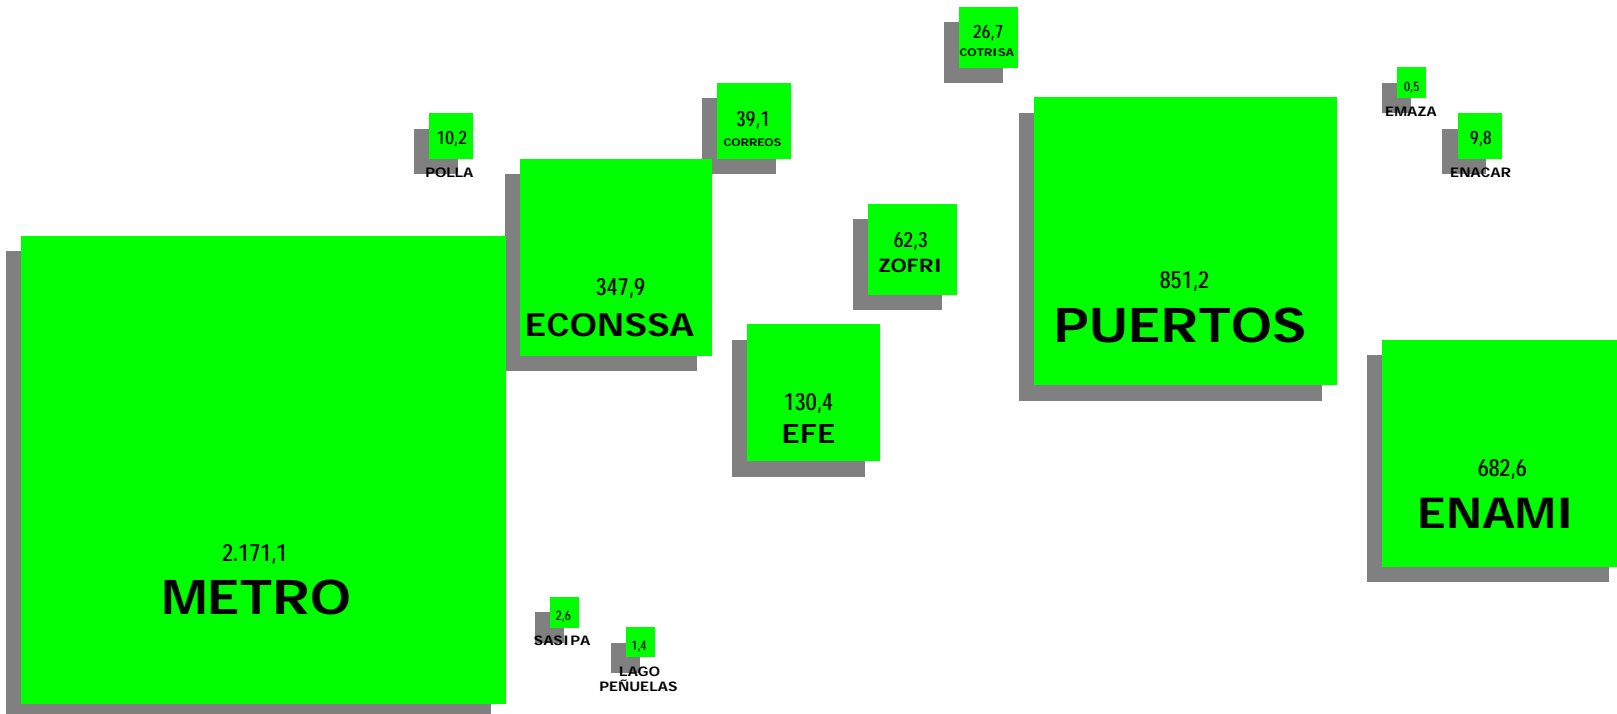 26,7
COTRISA
0,5
EMAZA
39,1
CORREOS
10,2
POLLA
9,8
ENACAR
62,3
ZOFRI
347,9
ECONSSA
851,2
PUERTOS
130,4
EFE
682,6
ENAMI
2.171,1
METRO
2,6
SASIPA
1,4
LAGO
PEÑUELAS